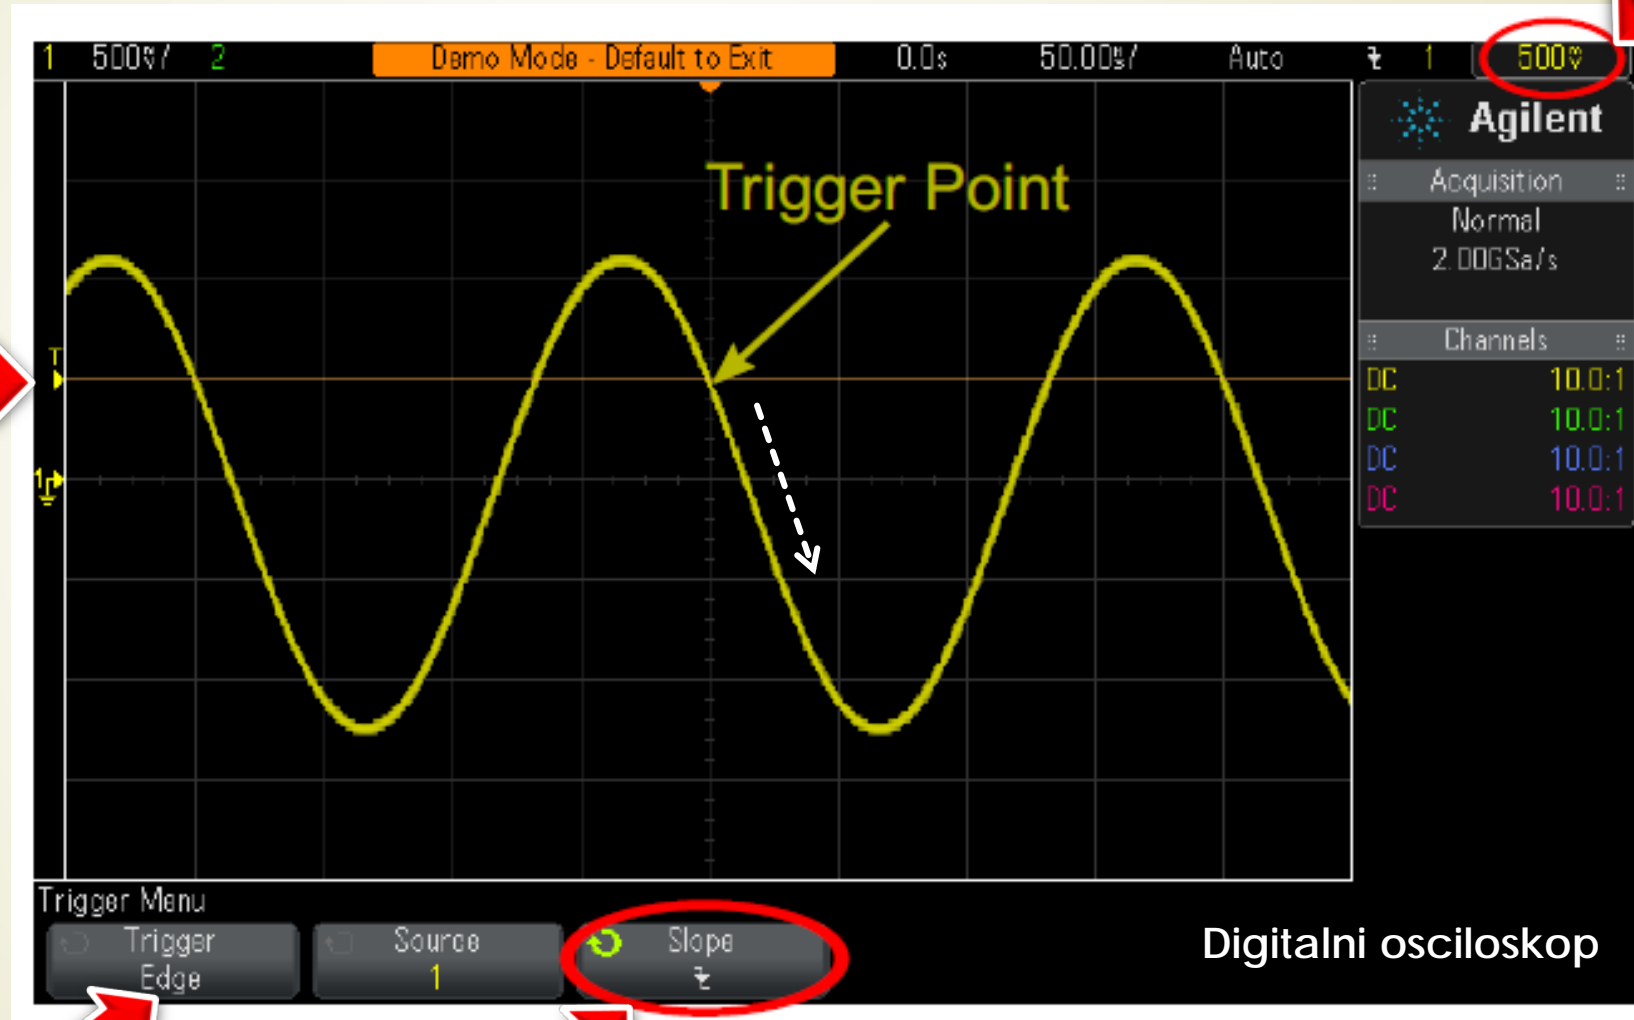 1 500mV/ 2 Demo Mode - Default to Exit 0.0s 50.00us/ Auto 1 500mV
Agilent
Trigger Point
Acquisition
Normal
2.00GSa/s
Channels
DC 10.0:1
DC 10.0:1
DC 10.0:1
DC 10.0:1
T
1
Trigger Menu
Trigger
Edge
Source
1
Slope
Digitalni osciloskop